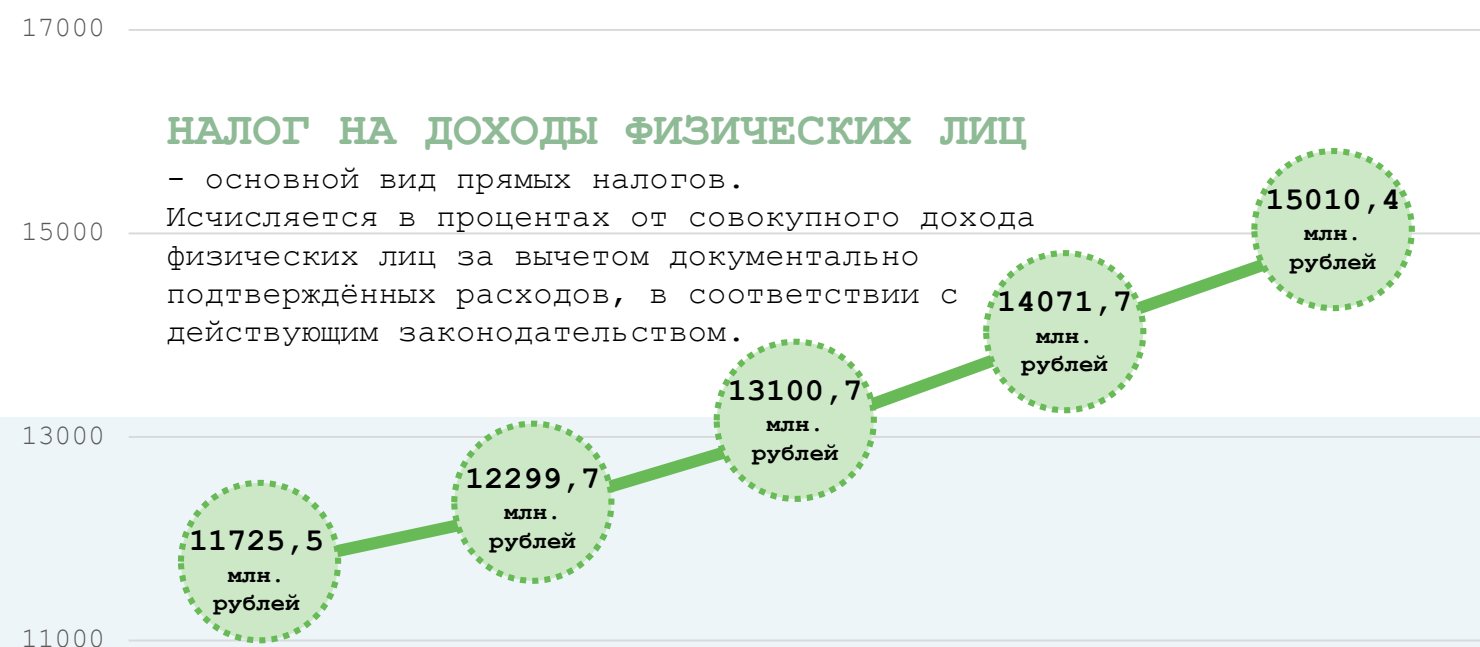 17000
НАЛОГ НА ДОХОДЫ ФИЗИЧЕСКИХ ЛИЦ
- основной вид прямых налогов.
Исчисляется в процентах от совокупного дохода
физических лиц за вычетом документально
подтверждённых расходов, в соответствии с
действующим законодательством.
15000
13000
11000
11725,5
млн.
рублей
12299,7
млн.
рублей
13100,7
млн.
рублей
14071,7
млн.
рублей
15010,4
млн.
рублей